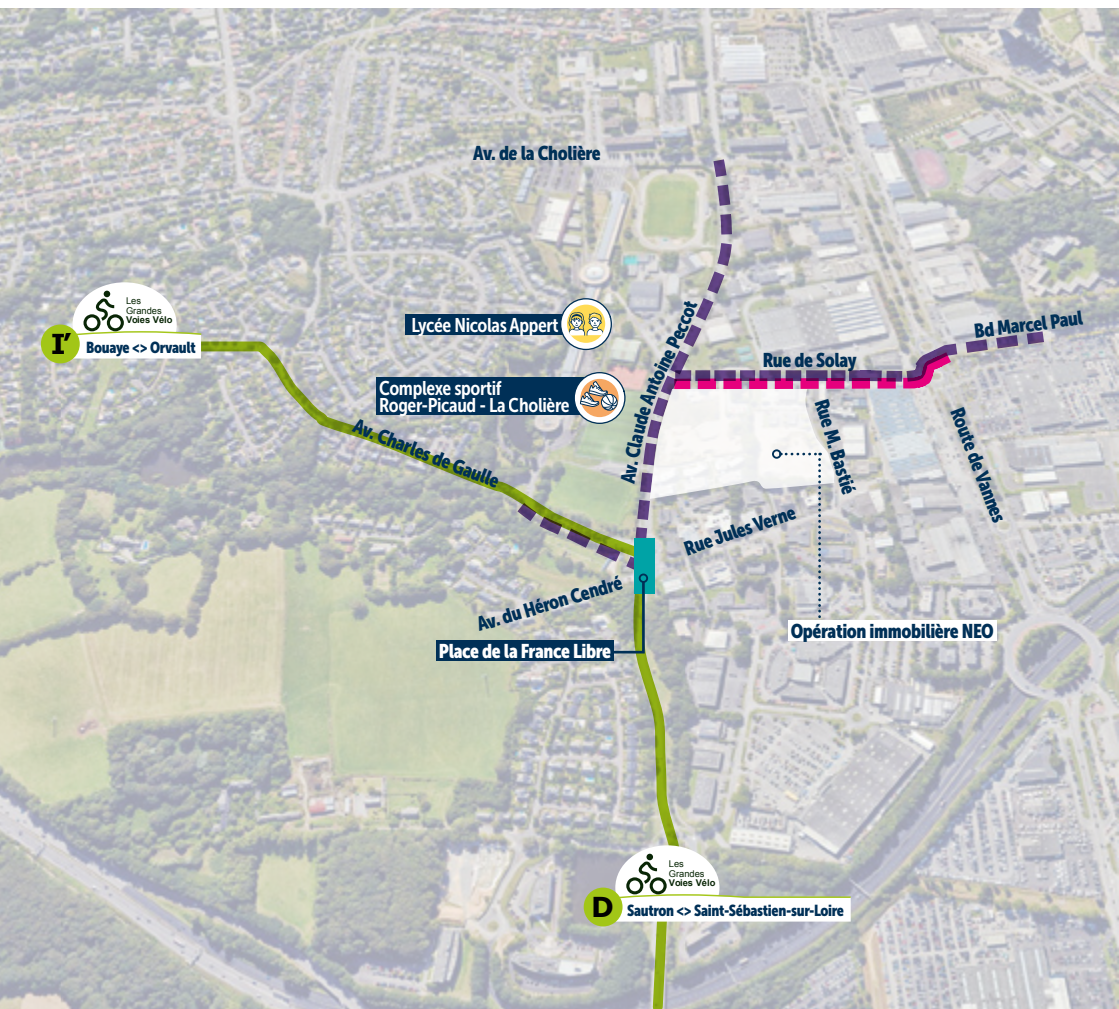 Av. de la Cholière
Les
Grandes
Voies Vélo
I’
Bouaye <> Orvault
Lycée Nicolas Appert
Complexe sportif
Roger-Picaud - La Cholière
Av. Claude Antoine Peccot
Bd Marcel Paul
Rue de Solay
Rue M. Bastié
Route de Vannes
Av. Charles de Gaulle
Rue Jules Verne
Av. du Héron Cendré
Opération immobilière NEO
Place de la France Libre
Les
Grandes
Voies Vélo
D
Sautron <> Saint-Sébastien-sur-Loire